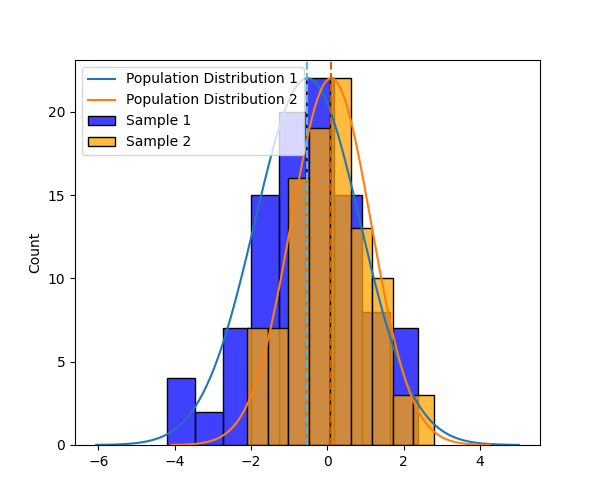 Population Distribution 1
Population Distribution 2
Sample 1
Sample 2
20
15
10
5
0
Count
−6
−4
−2
0
2
4